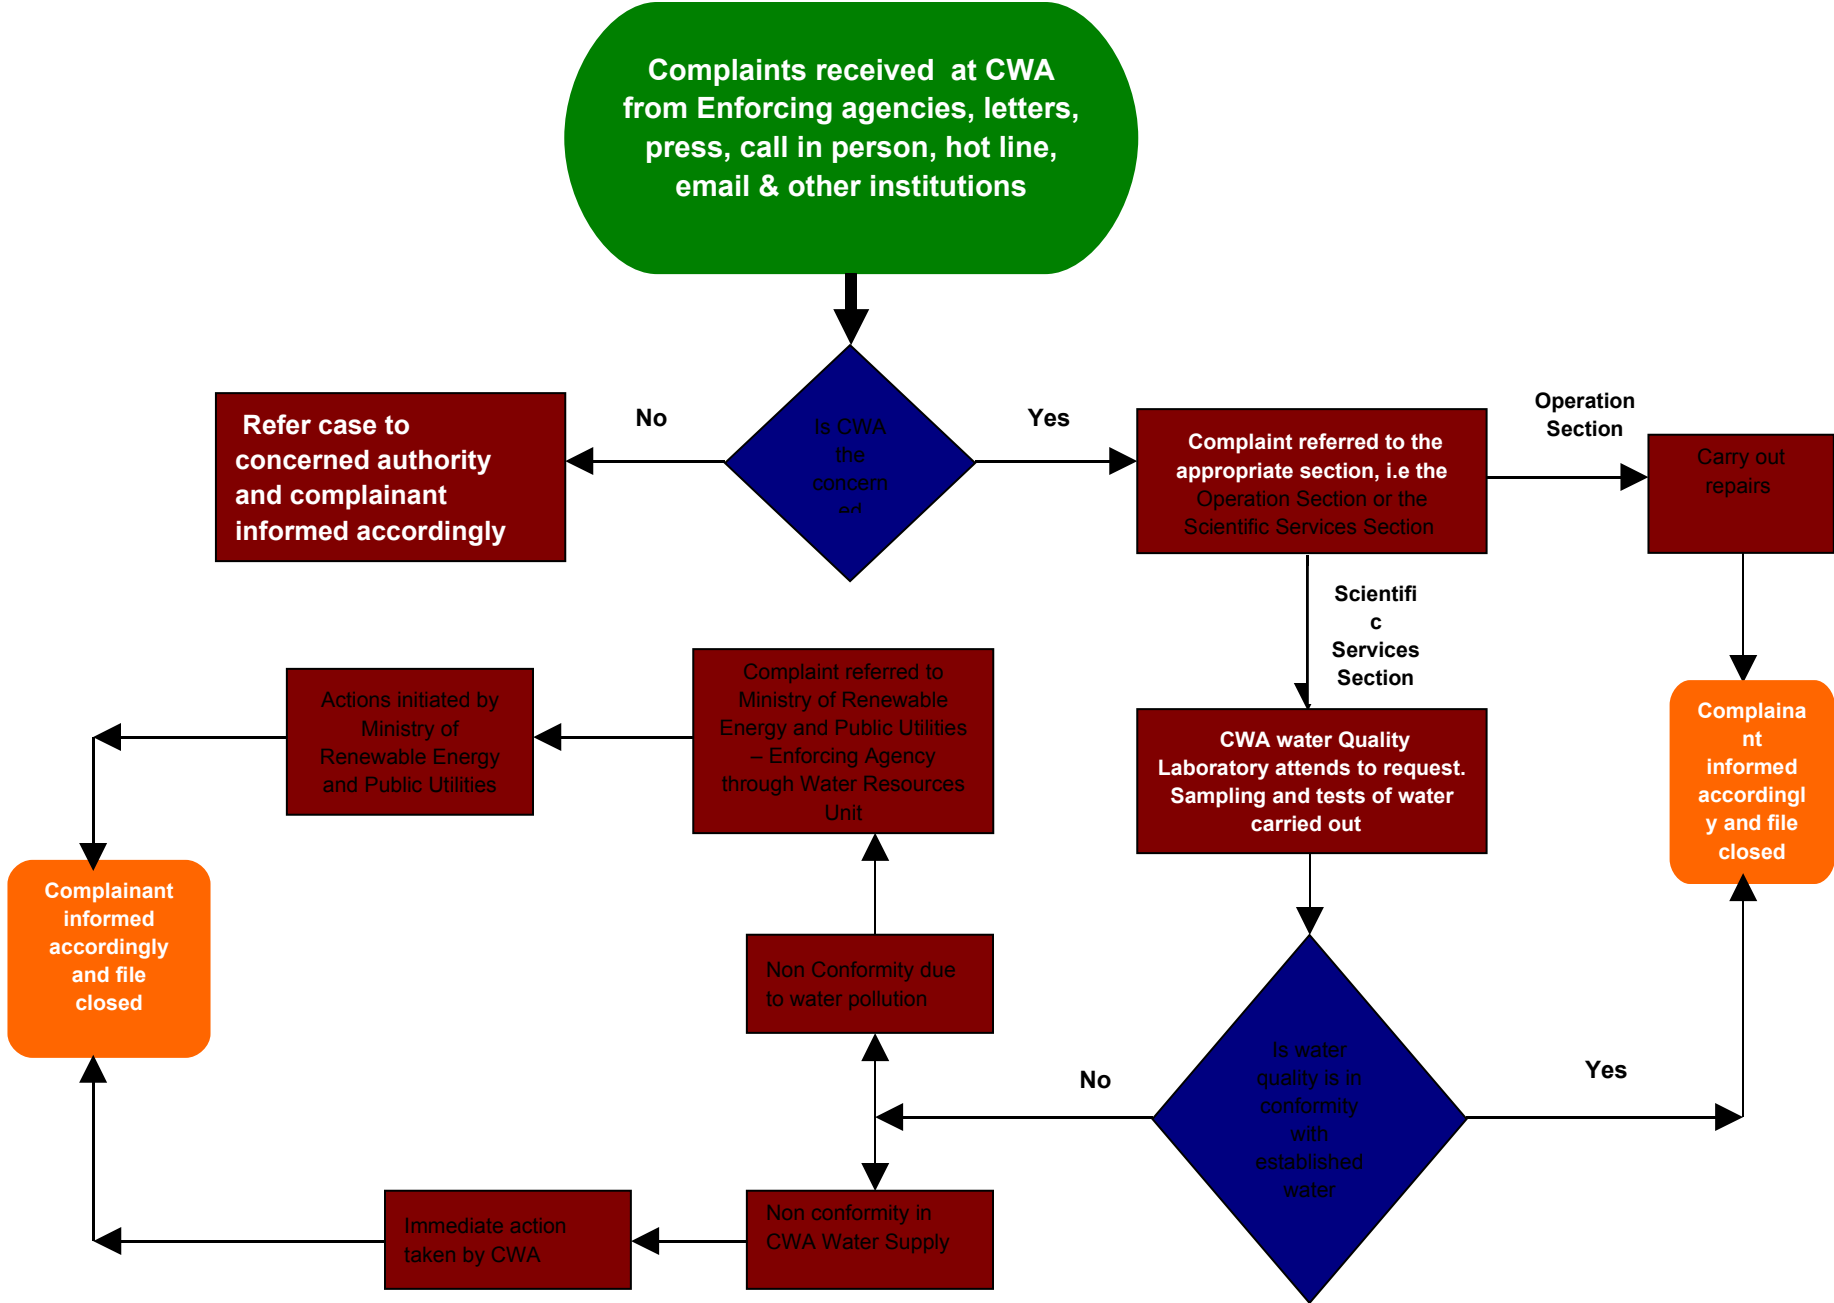 Complaints received at CWA
from Enforcing agencies, letters,
press, call in person, hot line,
email & other institutions
Is CWA
the
concern
ed
No
Yes
Refer case to
concerned authority
and complainant
informed accordingly
Complaint referred to the
appropriate section, i.e the
Operation Section or the
Scientific Services Section
Operation
Section
Carry out
repairs
Scientifi
c
Services
Section
Complaina
nt
informed
accordingl
y and file
closed
CWA water Quality
Laboratory attends to request.
Sampling and tests of water
carried out
Complaint referred to
Ministry of Renewable
Energy and Public Utilities
– Enforcing Agency
through Water Resources
Unit
Actions initiated by
Ministry of
Renewable Energy
and Public Utilities
Complainant
informed
accordingly
and file
closed
Non Conformity due
to water pollution
Is water
quality is in
conformity
with
established
water
No
Yes
Non conformity in
CWA Water Supply
Immediate action
taken by CWA